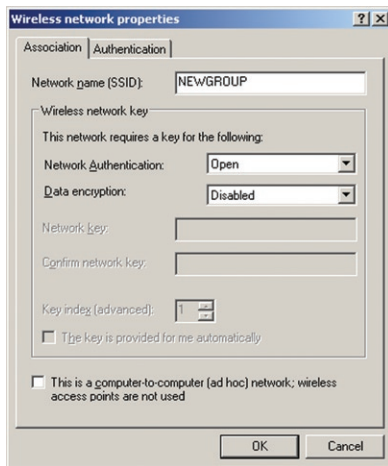 Wireless network properties
Association Authentication
Network name (SSID): NEWGROUP
Wireless network key
This network requires a key for the following:
Network Authentication: Open
Data encryption: Disabled
Network key:
Confirm network key:
Key index (advanced): 1
The key is provided for me automatically
This is a computer-to-computer (ad hoc) network; wireless
access points are not used
OK Cancel